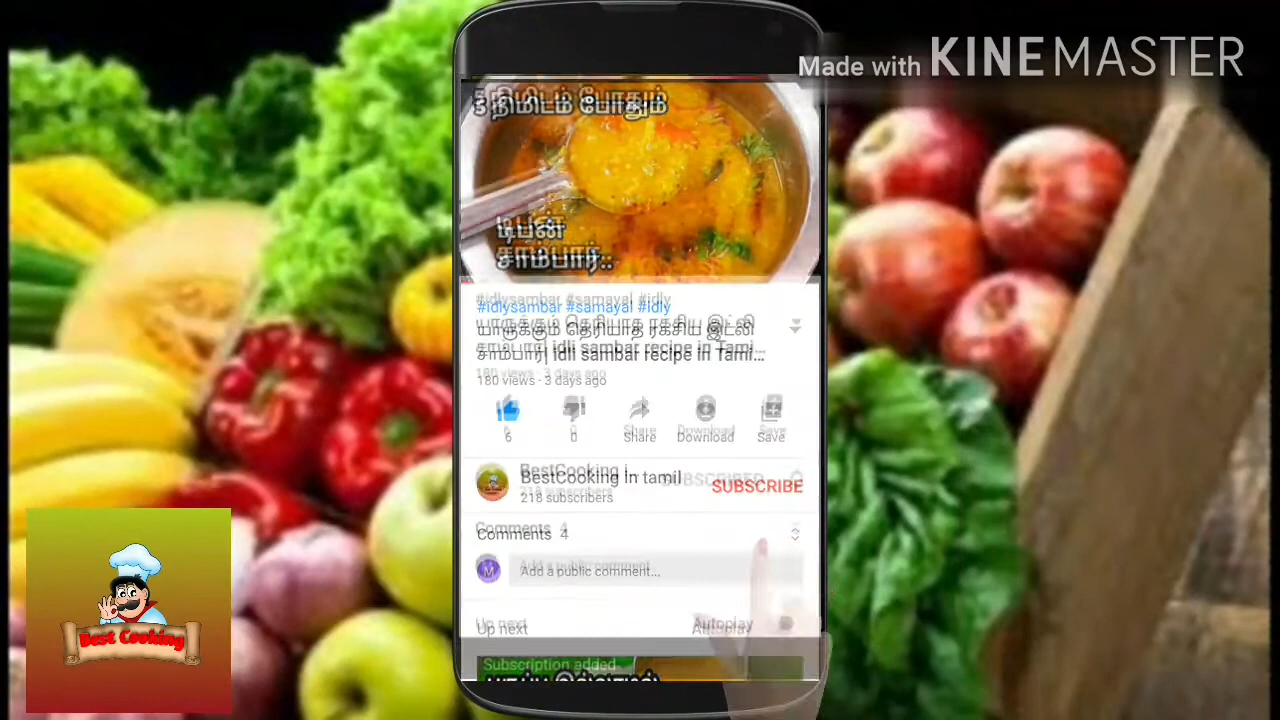 Made with KINEMASTER
5 நிமிடம் போதும்
டிபன்
சாம்பார்..
#idlysambar #samayal #idly
யாருக்கும் தெரியாத ரகசிய இட்லி
சாம்பார்| idli sambar recipe in Tami...
180 views · 3 days ago
6 0 Share Download Save
BestCooking in tamil
SUBSCRIBED
SUBSCRIBE
218 subscribers
Comments 4
M
Add a public comment...
Up next Autoplay
Subscription added
Best Cooking